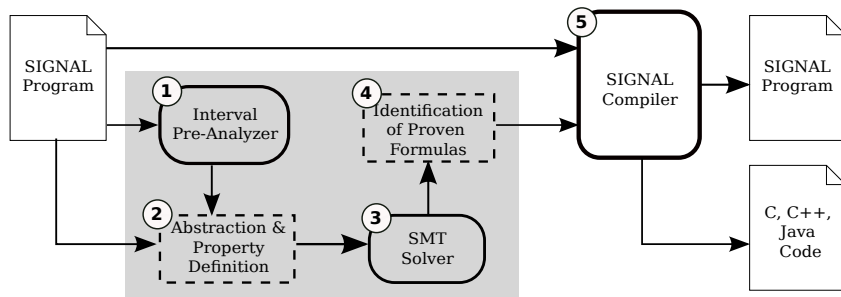 SIGNAL
Program
1
Interval
Pre-Analyzer
2
Abstraction &
Property
Definition
3
SMT
Solver
4
Identification
of Proven
Formulas
5
SIGNAL
Compiler
SIGNAL
Program
C, C++,
Java
Code